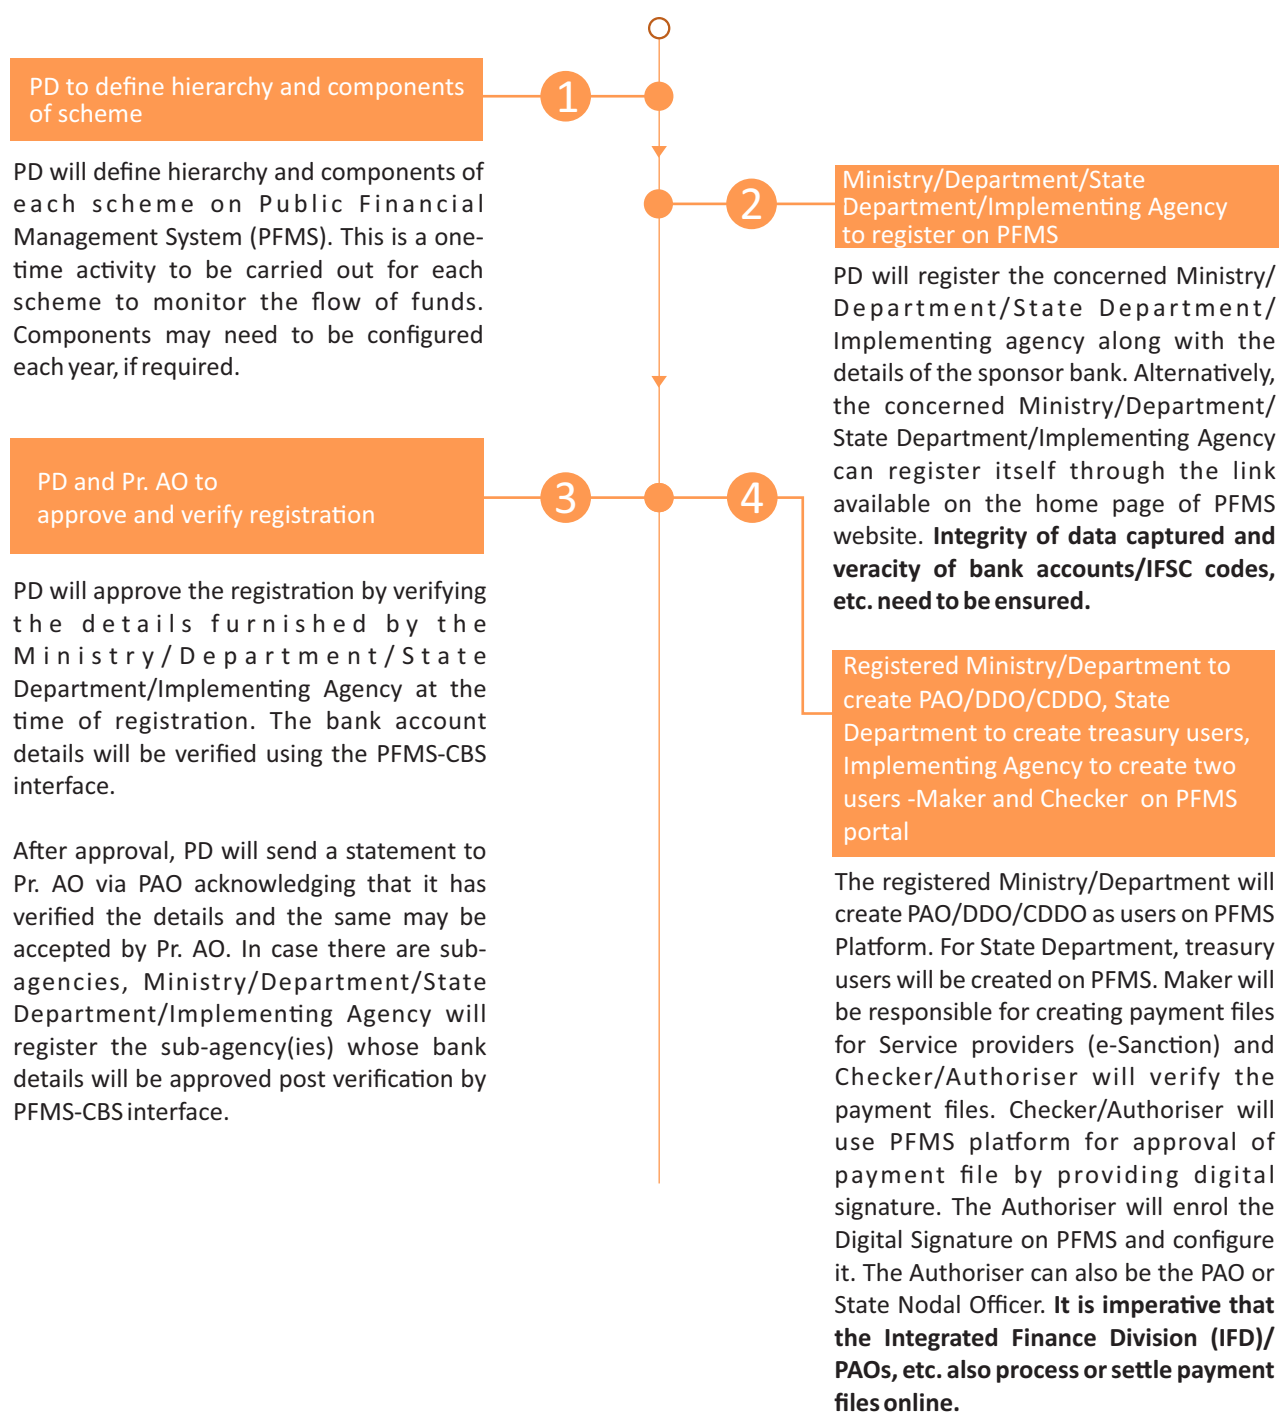 1
PD to define hierarchy and components
of scheme
PD will define hierarchy and components of
each scheme on Public Financial
Management System (PFMS). This is a one-
time activity to be carried out for each
scheme to monitor the flow of funds.
Components may need to be configured
each year, if required.
2
Ministry/Department/State
Department/Implementing Agency
to register on PFMS
PD will register the concerned Ministry/
Department/State Department/
Implementing agency along with the
details of the sponsor bank. Alternatively,
the concerned Ministry/Department/
State Department/Implementing Agency
can register itself through the link
available on the home page of PFMS
website. Integrity of data captured and
veracity of bank accounts/IFSC codes,
etc. need to be ensured.
3
PD and Pr. AO to
approve and verify registration
PD will approve the registration by verifying
the details furnished by the
Ministry/Department/State
Department/Implementing Agency at the
time of registration. The bank account
details will be verified using the PFMS-CBS
interface.
After approval, PD will send a statement to
Pr. AO via PAO acknowledging that it has
verified the details and the same may be
accepted by Pr. AO. In case there are sub-
agencies, Ministry/Department/State
Department/Implementing Agency will
register the sub-agency(ies) whose bank
details will be approved post verification by
PFMS-CBS interface.
4
Registered Ministry/Department to
create PAO/DDO/CDDO, State
Department to create treasury users,
Implementing Agency to create two
users -Maker and Checker on PFMS
portal
The registered Ministry/Department will
create PAO/DDO/CDDO as users on PFMS
Platform. For State Department, treasury
users will be created on PFMS. Maker will
be responsible for creating payment files
for Service providers (e-Sanction) and
Checker/Authoriser will verify the
payment files. Checker/Authoriser will
use PFMS platform for approval of
payment file by providing digital
signature. The Authoriser will enrol the
Digital Signature on PFMS and configure
it. The Authoriser can also be the PAO or
State Nodal Officer. It is imperative that
the Integrated Finance Division (IFD)/
PAOs, etc. also process or settle payment
files online.